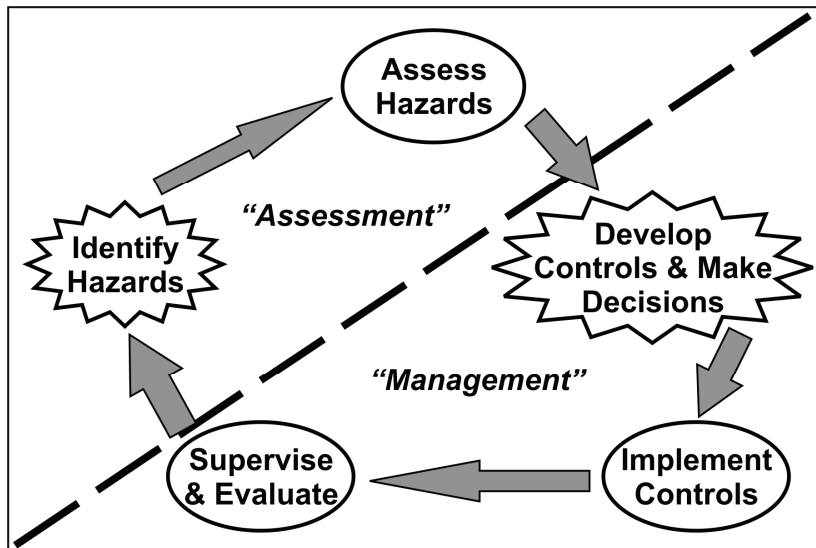 Assess
Hazards
“Assessment”
Identify
Hazards
Develop
Controls & Make
Decisions
“Management”
Supervise
& Evaluate
Implement
Controls